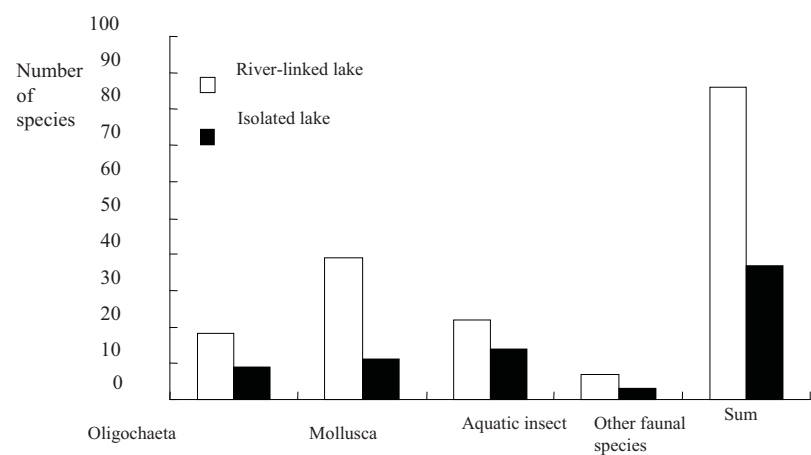 100
90
Number
of
species
80
70
60
50
40
30
20
10
0
River-linked lake
Isolated lake
Oligochaeta
Mollusca
Aquatic insect
Other faunal
species
Sum